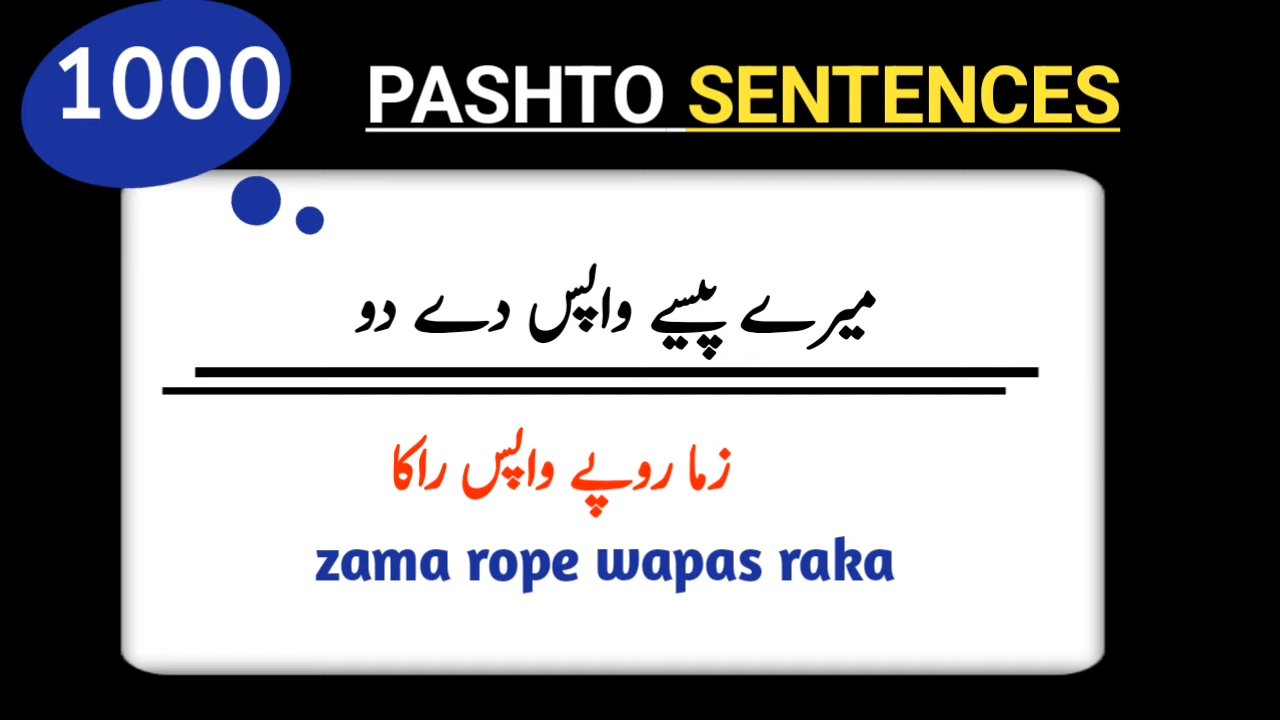 1000
PASHTO SENTENCES
میرے پیسے واپس دے دو
زما روپے واپس راکا
zama rope wapas raka